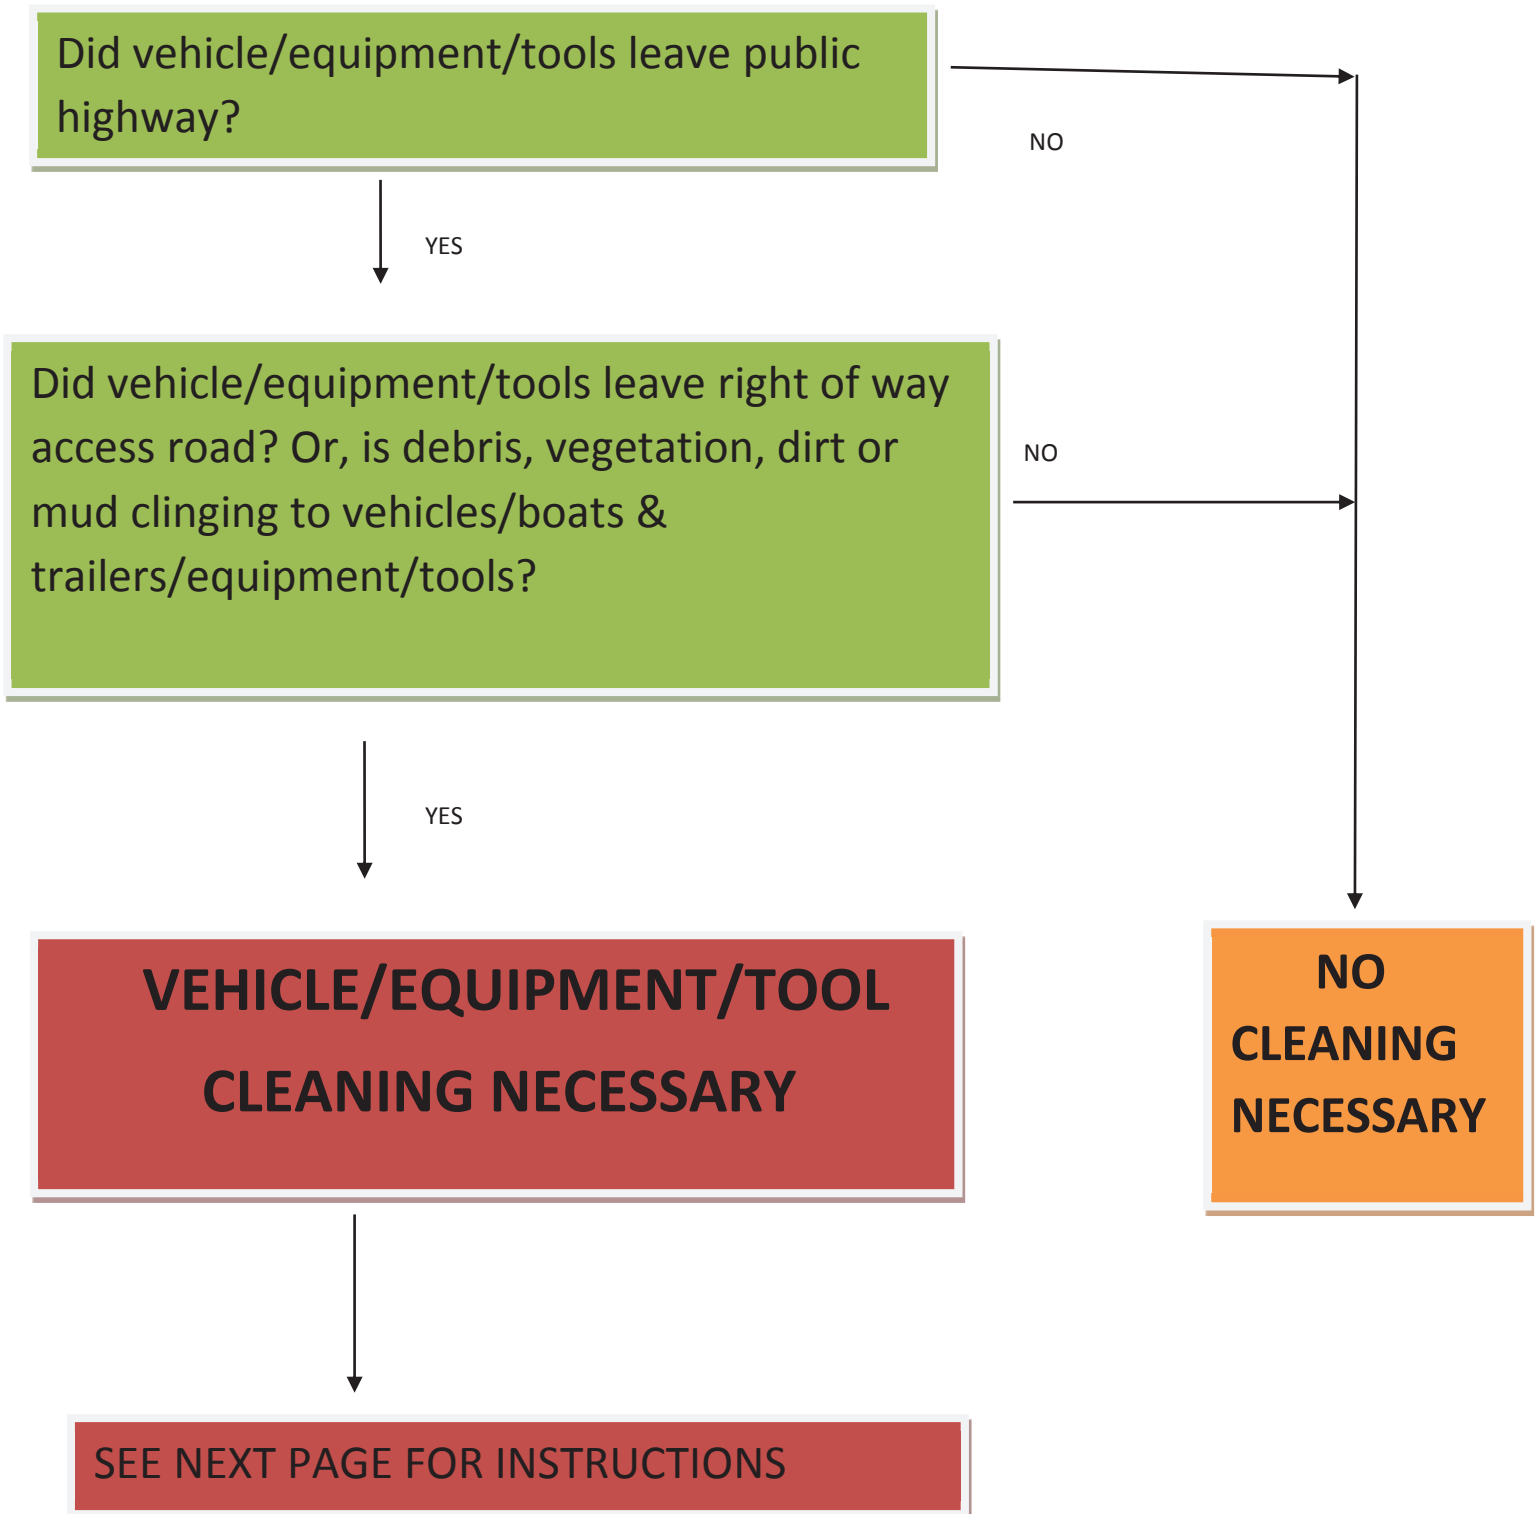 Did vehicle/equipment/tools leave public
highway?
NO
YES
Did vehicle/equipment/tools leave right of way
access road? Or, is debris, vegetation, dirt or
mud clinging to vehicles/boats &
trailers/equipment/tools?
NO
YES
VEHICLE/EQUIPMENT/TOOL
CLEANING NECESSARY
NO
CLEANING
NECESSARY
SEE NEXT PAGE FOR INSTRUCTIONS